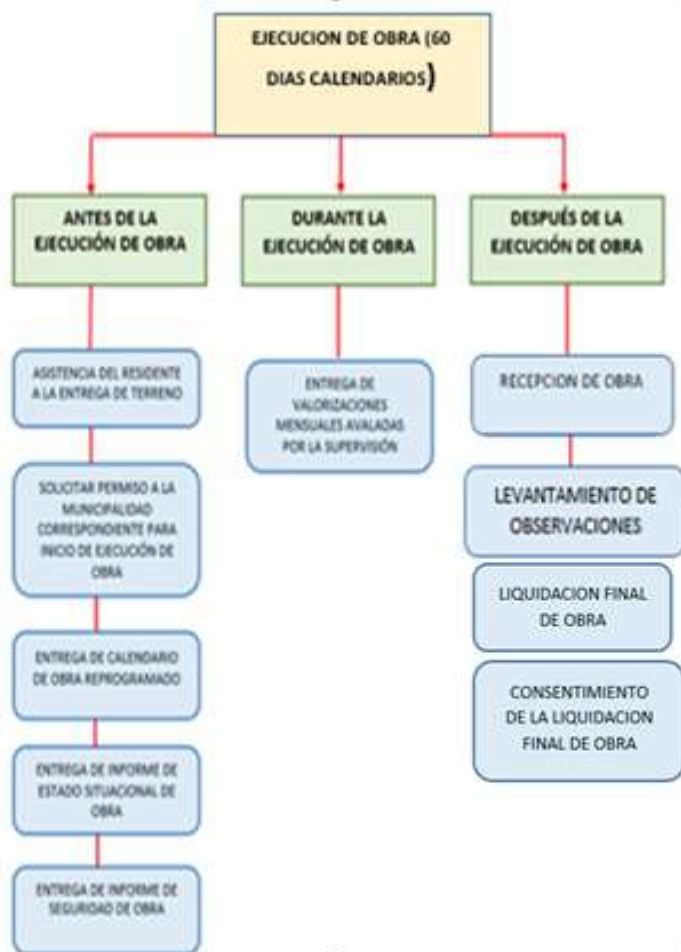 EJECUCION DE OBRA (60
DIAS CALENDARIOS)
ANTES DE LA
EJECUCIÓN DE OBRA
ASISTENCIA DEL RESIDENTE
A LA ENTREGA DE TERRENO
SOLICITAR PERMISO A LA
MUNICIPALIDAD
CORRESPONDIENTE PARA
INICIO DE EJECUCIÓN DE
OBRA
ENTREGA DE CALENDARIO
DE OBRA REPROGRAMADO
ENTREGA DE INFORME DE
ESTADO SITUACIONAL DE
OBRA
ENTREGA DE INFORME DE
SEGURIDAD DE OBRA
DURANTE LA
EJECUCIÓN DE OBRA
ENTREGA DE
VALORIZACIONES
MENSUALES AVALADAS
POR LA SUPERVISIÓN
DESPUÉS DE LA
EJECUCIÓN DE OBRA
RECEPCION DE OBRA
LEVANTAMIENTO DE
OBSERVACIONES
LIQUIDACION FINAL
DE OBRA
CONSENTIMIENTO
DE LA LIQUIDACION
FINAL DE OBRA